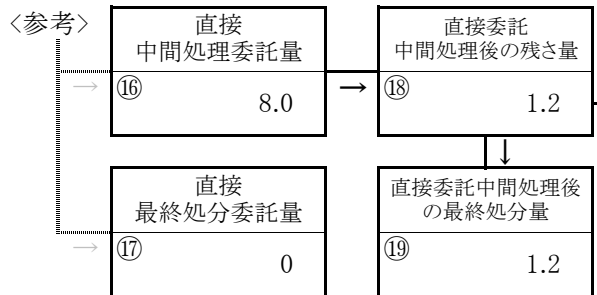 〈参考〉
直接
中間処理委託量
⑯
8.0
→
→
直接委託
中間処理後の残さ量
⑱
1.2
↓
直接
最終処分委託量
⑰
0
→
直接委託中間処理後
の最終処分量
⑲
1.2